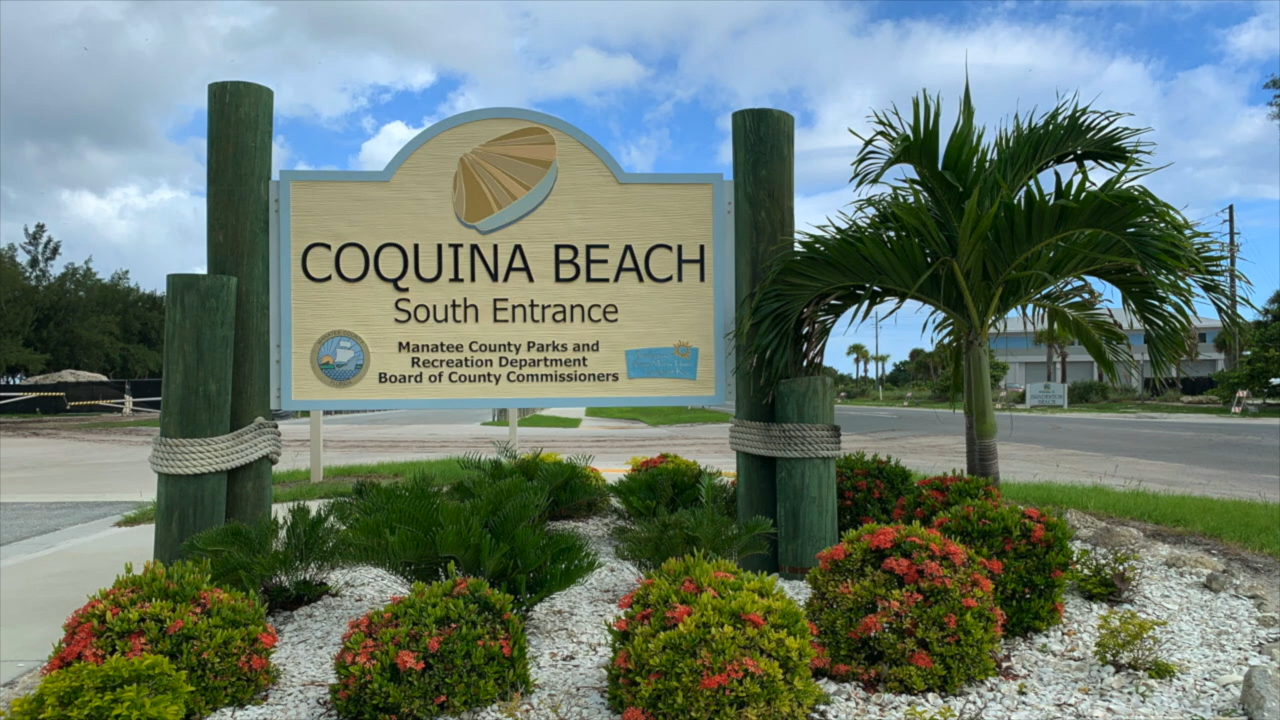 COQUINA BEACH
South Entrance
Manatee County Parks and
Recreation Department
Board of County Commissioners